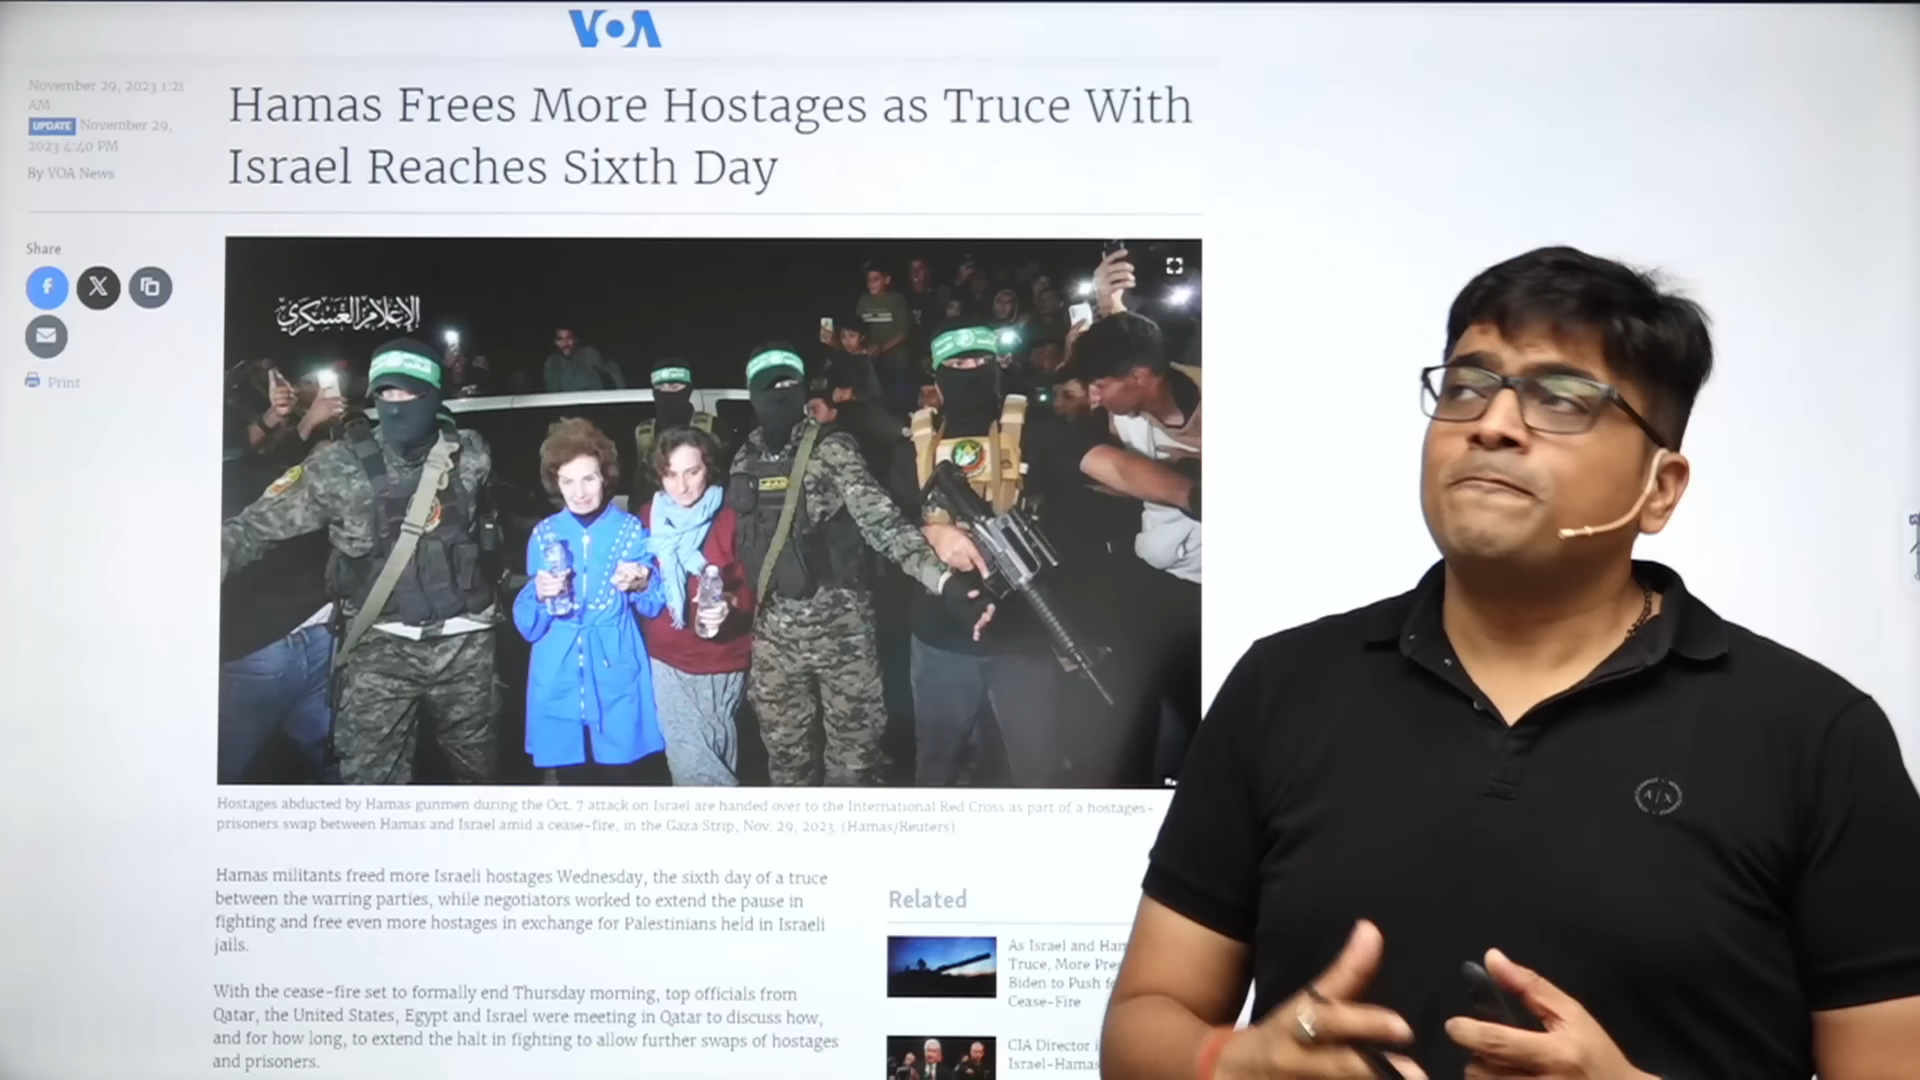 VOA
November 29, 2023 1:21
AM
UPDATE November 29,
2023 4:40 PM
By VOA News
Hamas Frees More Hostages as Truce With
Israel Reaches Sixth Day
Share
Print
الإعلام العسكري
Hostages abducted by Hamas gunmen during the Oct. 7 attack on Israel are handed over to the International Red Cross as part of a hostages-
prisoners swap between Hamas and Israel amid a cease-fire, in the Gaza Strip, Nov. 29, 2023. (Hamas/Reuters)
Hamas militants freed more Israeli hostages Wednesday, the sixth day of a truce
between the warring parties, while negotiators worked to extend the pause in
fighting and free even more hostages in exchange for Palestinians held in Israeli
jails.
With the cease-fire set to formally end Thursday morning, top officials from
Qatar, the United States, Egypt and Israel were meeting in Qatar to discuss how,
and for how long, to extend the halt in fighting to allow further swaps of hostages
and prisoners.
Related
As Israel and Ham
Truce, More Pre
Biden to Push f
Cease-Fire
CIA Director i
Israel-Hamas
A|X